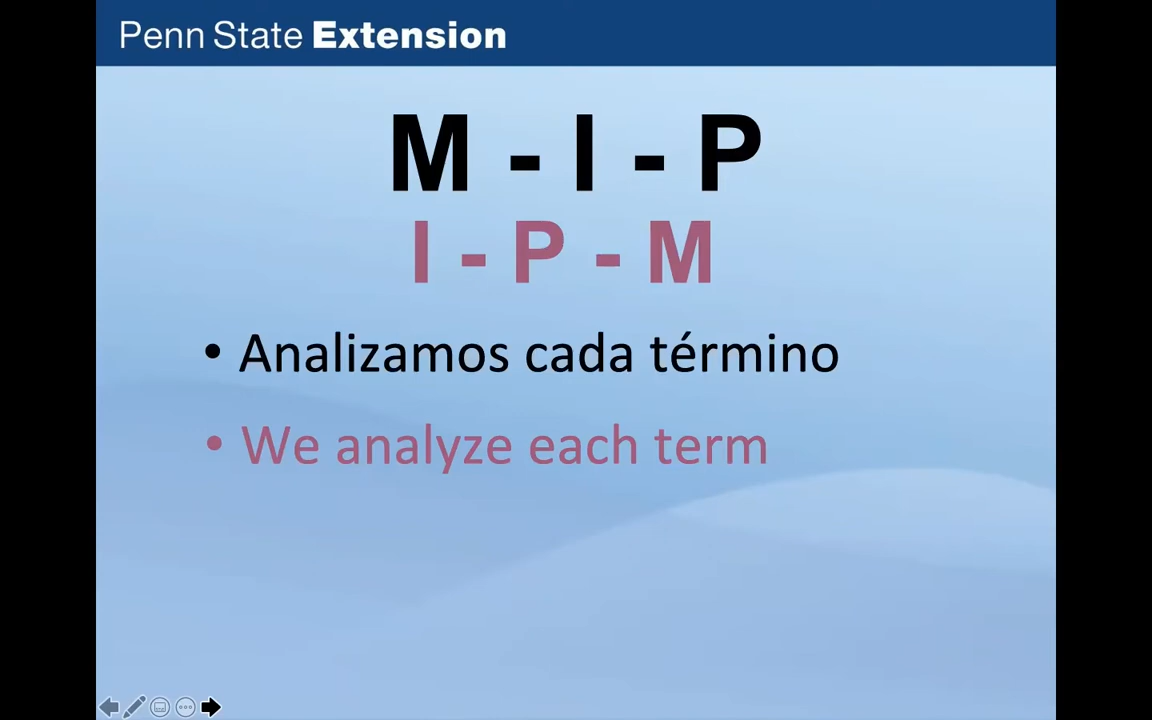 Penn State Extension
M - I - P
I - P - M
• Analizamos cada término
• We analyze each term